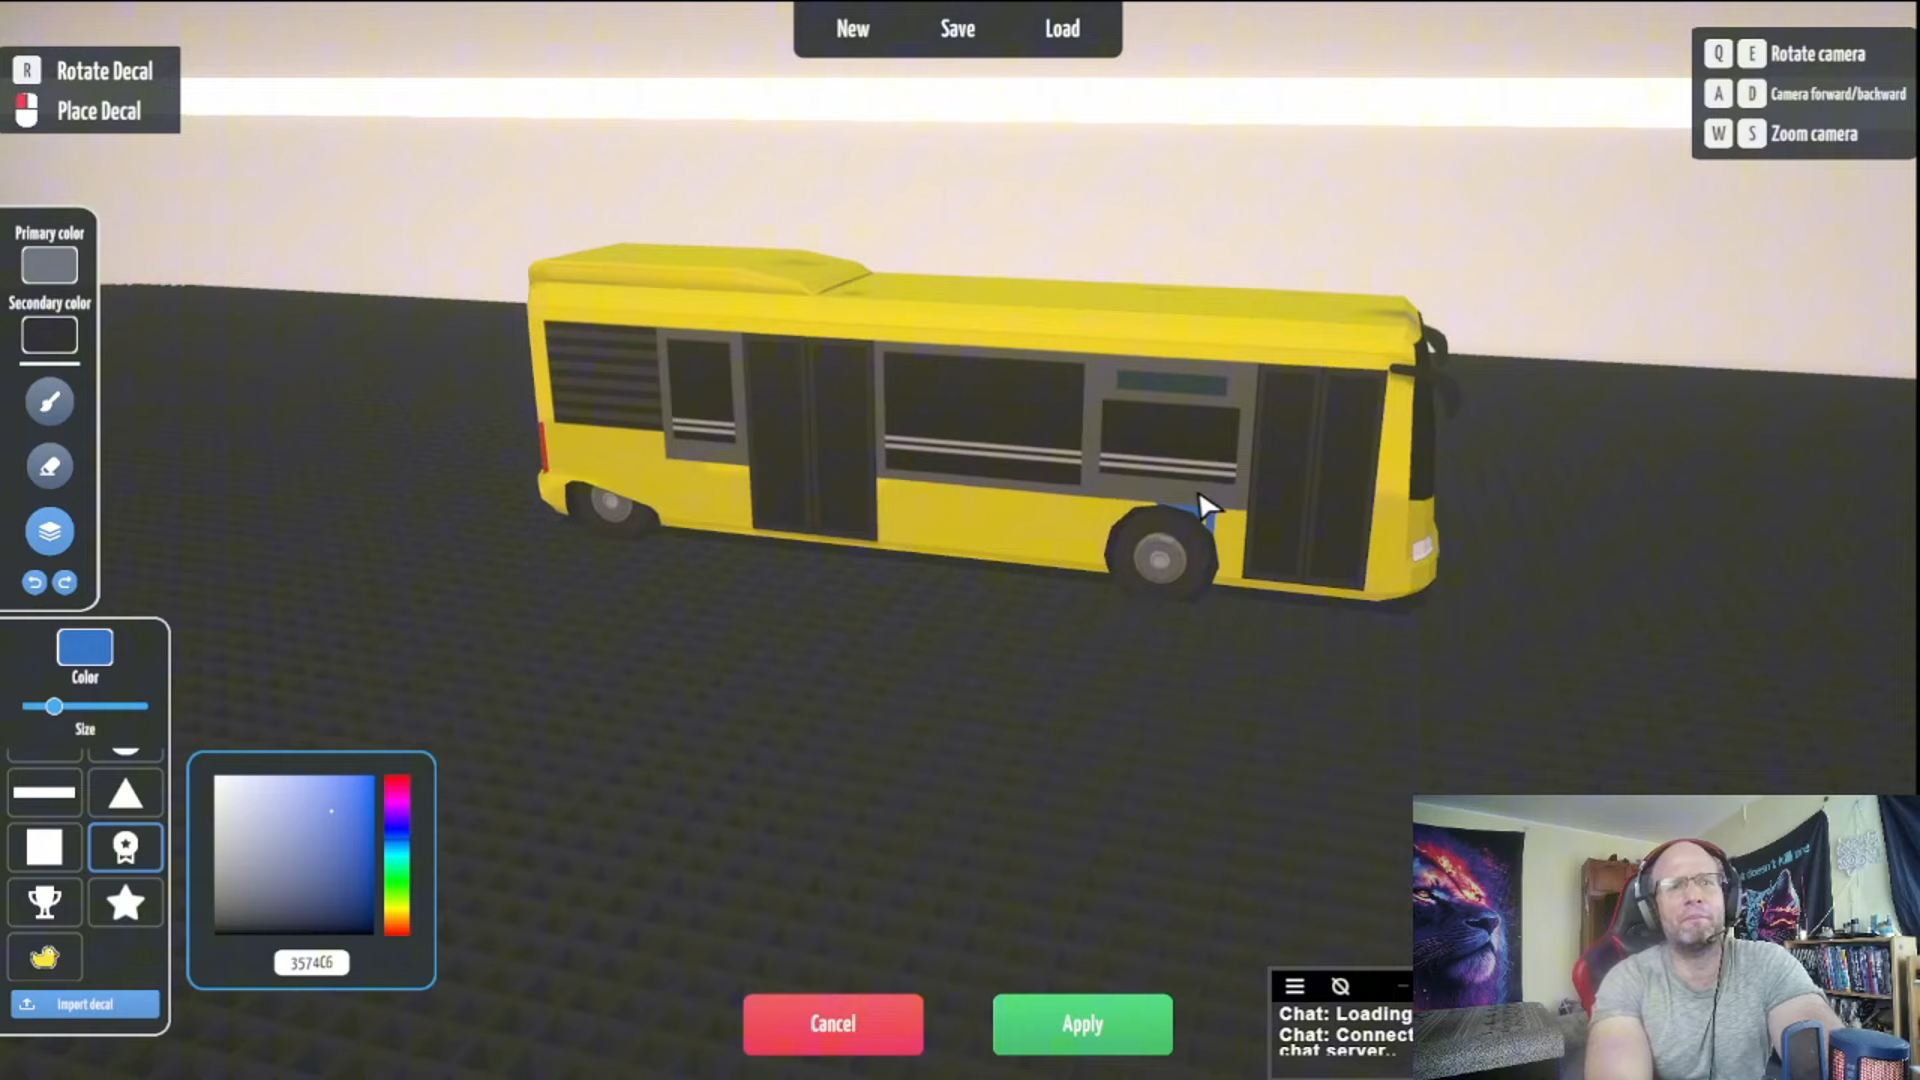 New Save Load
R Rotate Decal
Place Decal
Q E Rotate camera
A D Camera forward/backward
W S Zoom camera
Primary color
Secondary color
Color
Size
3574C6
Import decal
Cancel Apply
Chat: Loading
Chat: Connect
chat server..